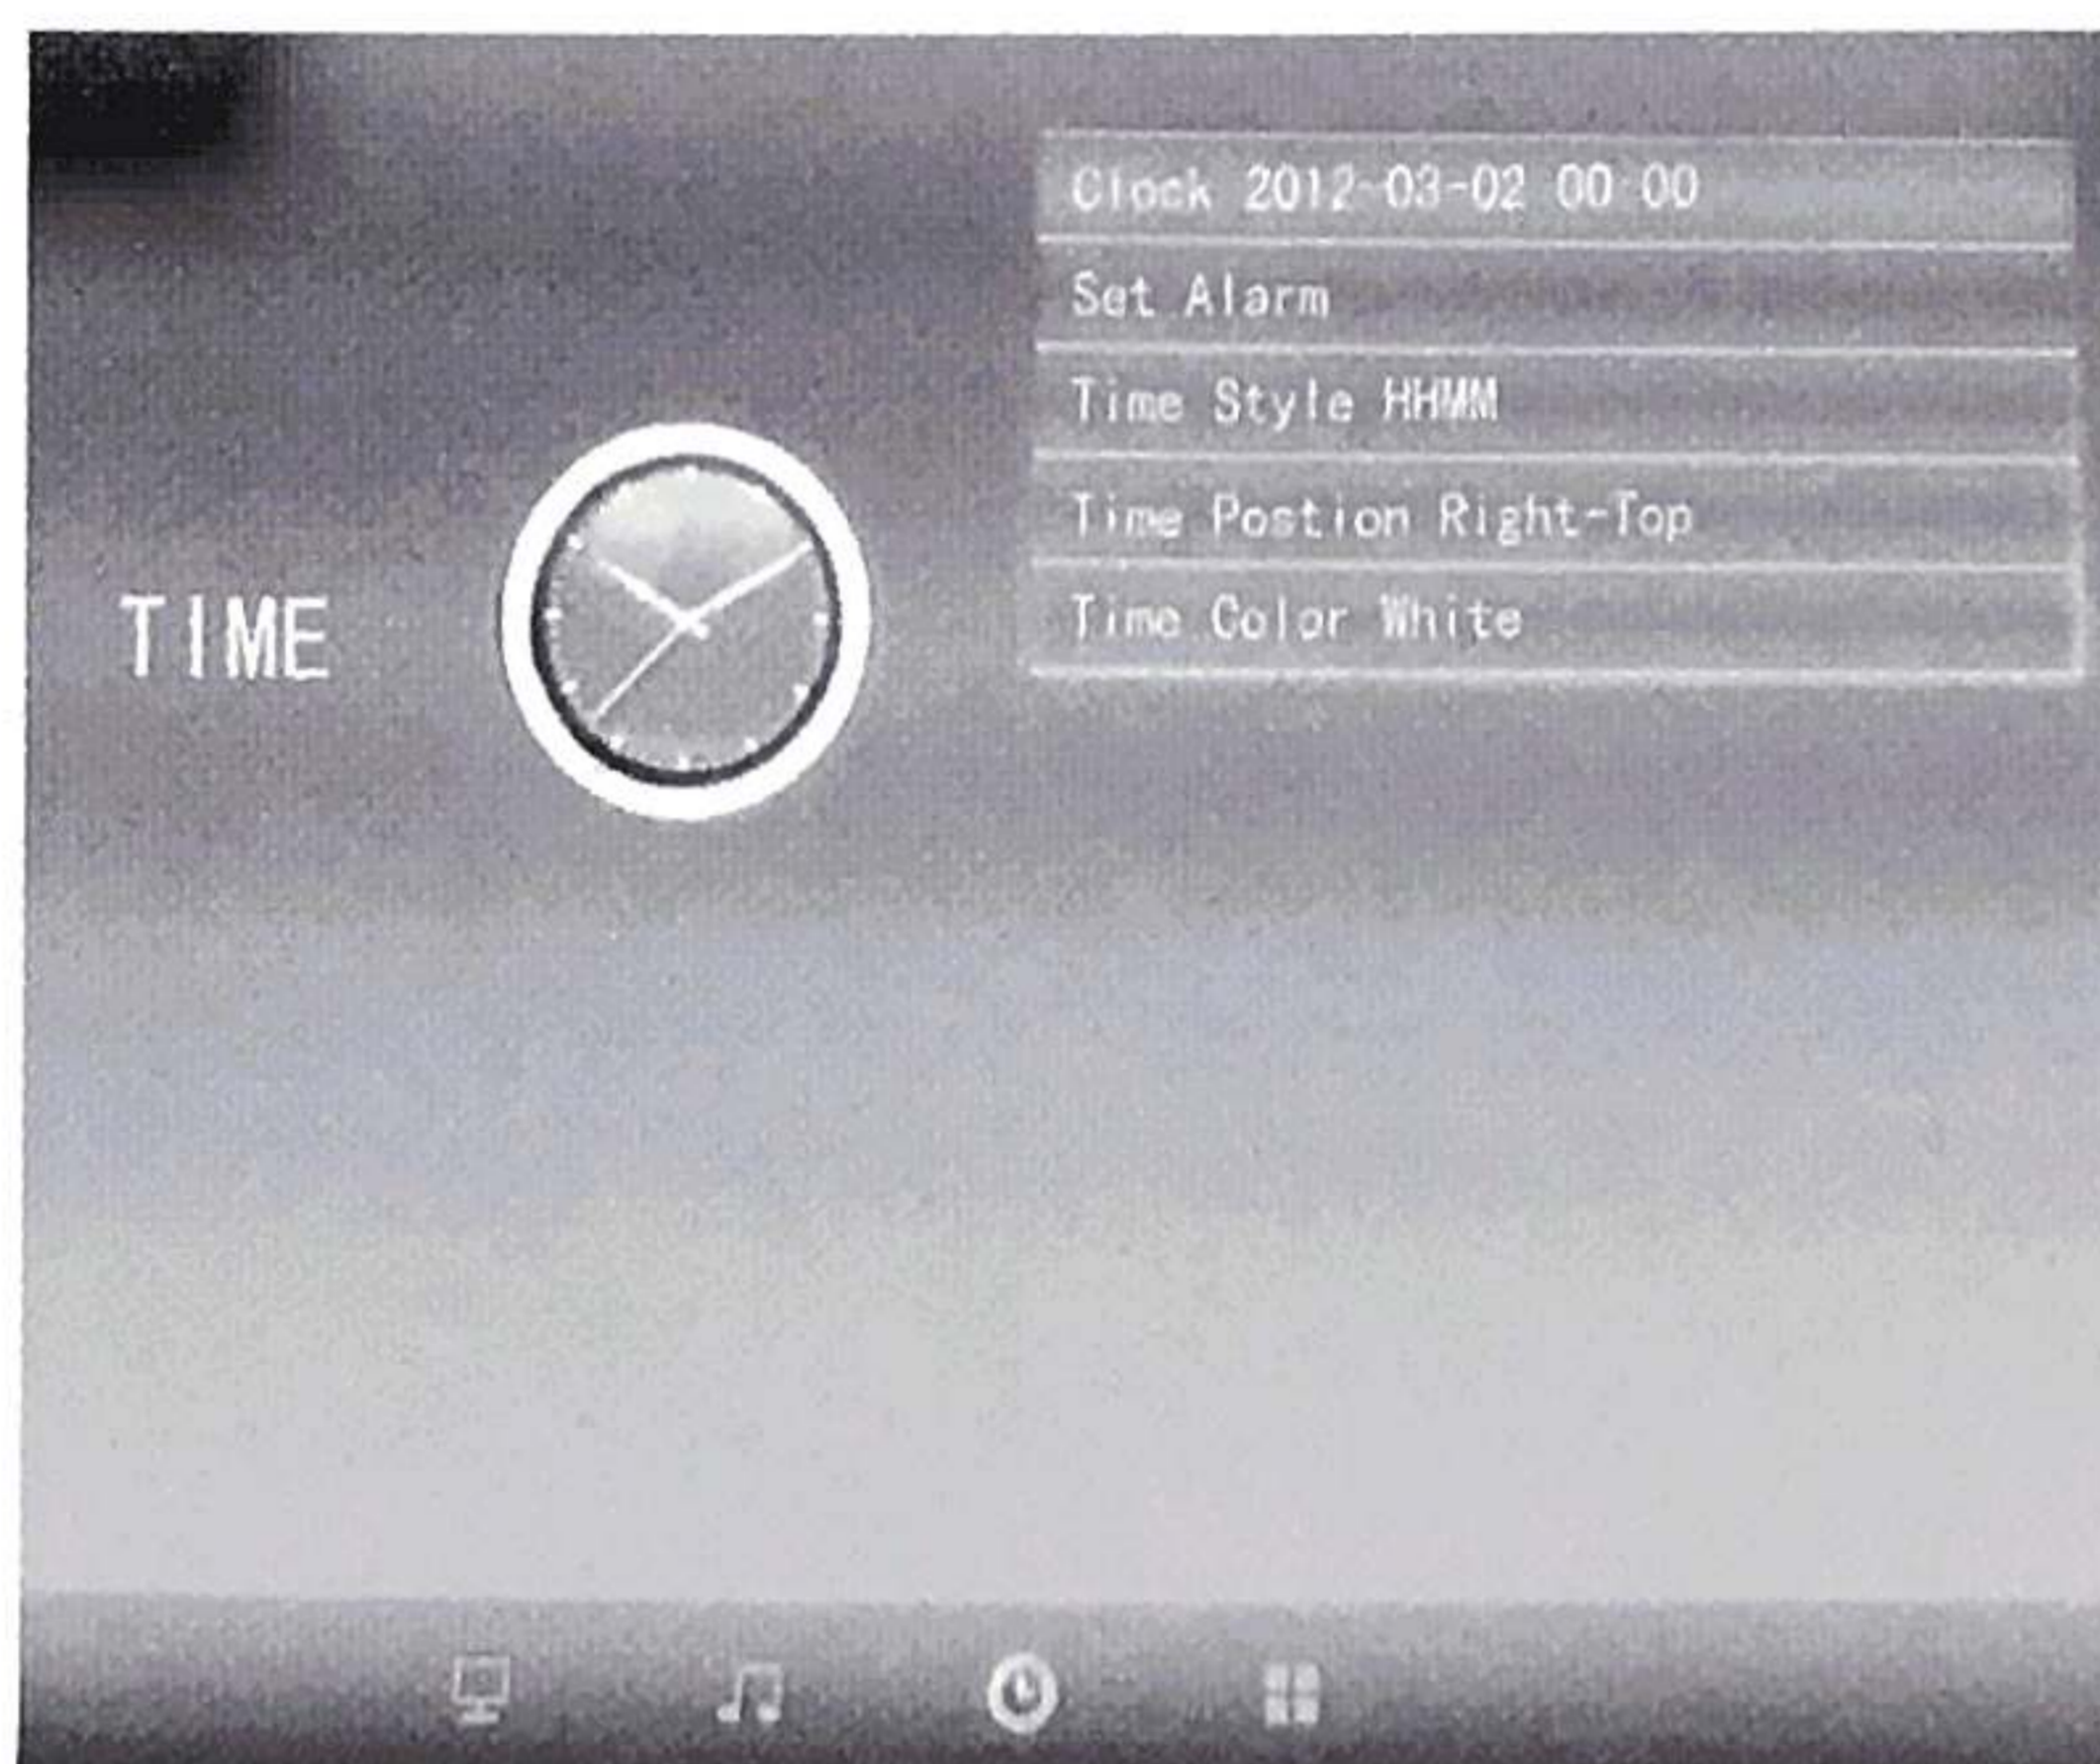 Clock 2012-03-02 00:00
Set Alarm
Time Style HHMM
Time Postion Right-Top
Time Color White
TIME